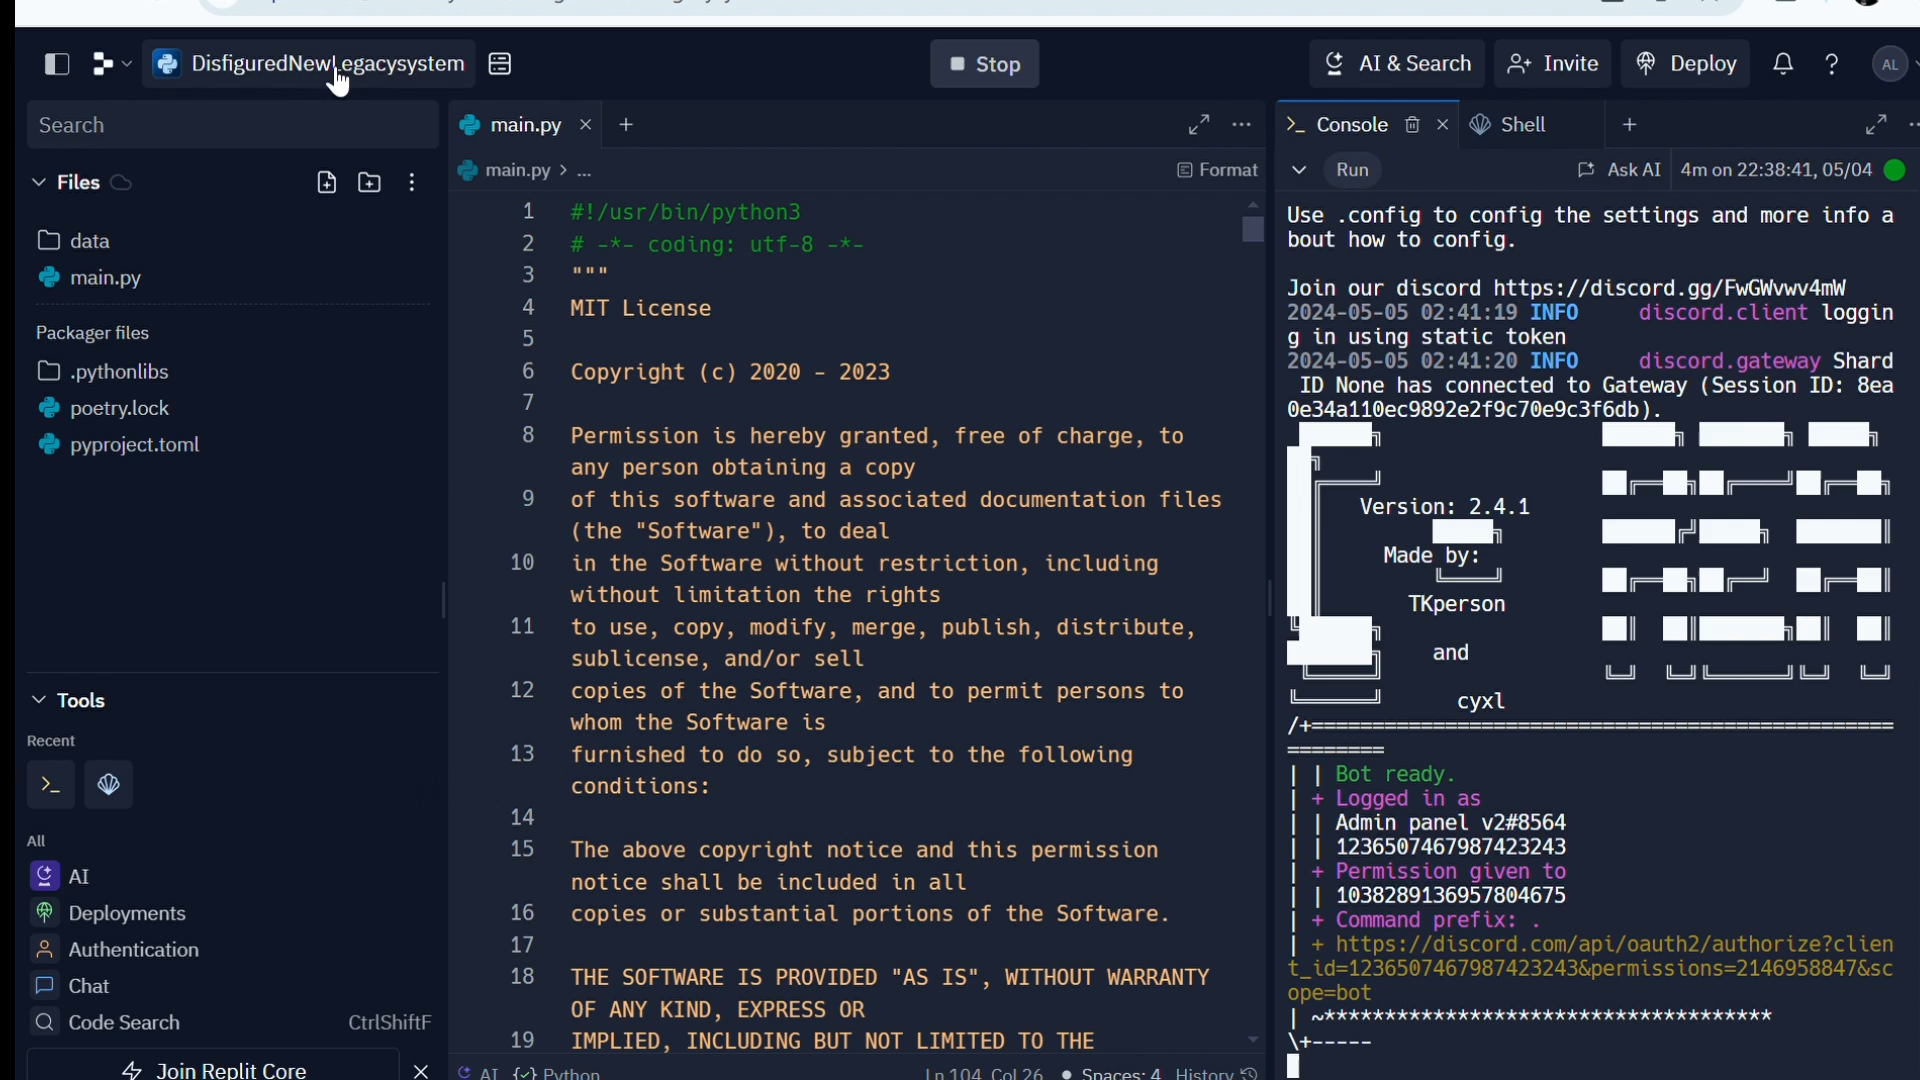 DisfiguredNewLegacysystem
Stop
AI & Search
Invite
Deploy
?
AL
Search
Files
data
main.py
Packager files
.pythonlibs
poetry.lock
pyproject.toml
Tools
Recent
All
AI
Deployments
Authentication
Chat
Code Search CtrlShiftF
Join Replit Core
main.py
main.py > ...
Format
1 #!/usr/bin/python3
2 # -*- coding: utf-8 -*-
3 """
4 MIT License
5
6 Copyright (c) 2020 - 2023
7
8 Permission is hereby granted, free of charge, to
any person obtaining a copy
9 of this software and associated documentation files
(the "Software"), to deal
10 in the Software without restriction, including
without limitation the rights
11 to use, copy, modify, merge, publish, distribute,
sublicense, and/or sell
12 copies of the Software, and to permit persons to
whom the Software is
13 furnished to do so, subject to the following
conditions:
14
15 The above copyright notice and this permission
notice shall be included in all
16 copies or substantial portions of the Software.
17
18 THE SOFTWARE IS PROVIDED "AS IS", WITHOUT WARRANTY
OF ANY KIND, EXPRESS OR
19 IMPLIED, INCLUDING BUT NOT LIMITED TO THE
AI {} Python Ln 104, Col 26 Spaces: 4 History
Console
Shell
Run
Ask AI
4m on 22:38:41, 05/04
Use .config to config the settings and more info a
bout how to config.
Join our discord https://discord.gg/FwGWvwv4mW
2024-05-05 02:41:19 INFO discord.client loggin
g in using static token
2024-05-05 02:41:20 INFO discord.gateway Shard
ID None has connected to Gateway (Session ID: 8ea
0e34a110ec9892e2f9c70e9c3f6db).
Version: 2.4.1
Made by:
TKperson
and
cyxl
/+==================================================
========
| | Bot ready.
| + Logged in as
| | Admin panel v2#8564
| | 1236507467987423243
| + Permission given to
| | 1038289136957804675
| + Command prefix: .
| + https://discord.com/api/oauth2/authorize?clien
t_id=1236507467987423243&permissions=2146958847&sc
ope=bot
| ~*************************************
\+-----